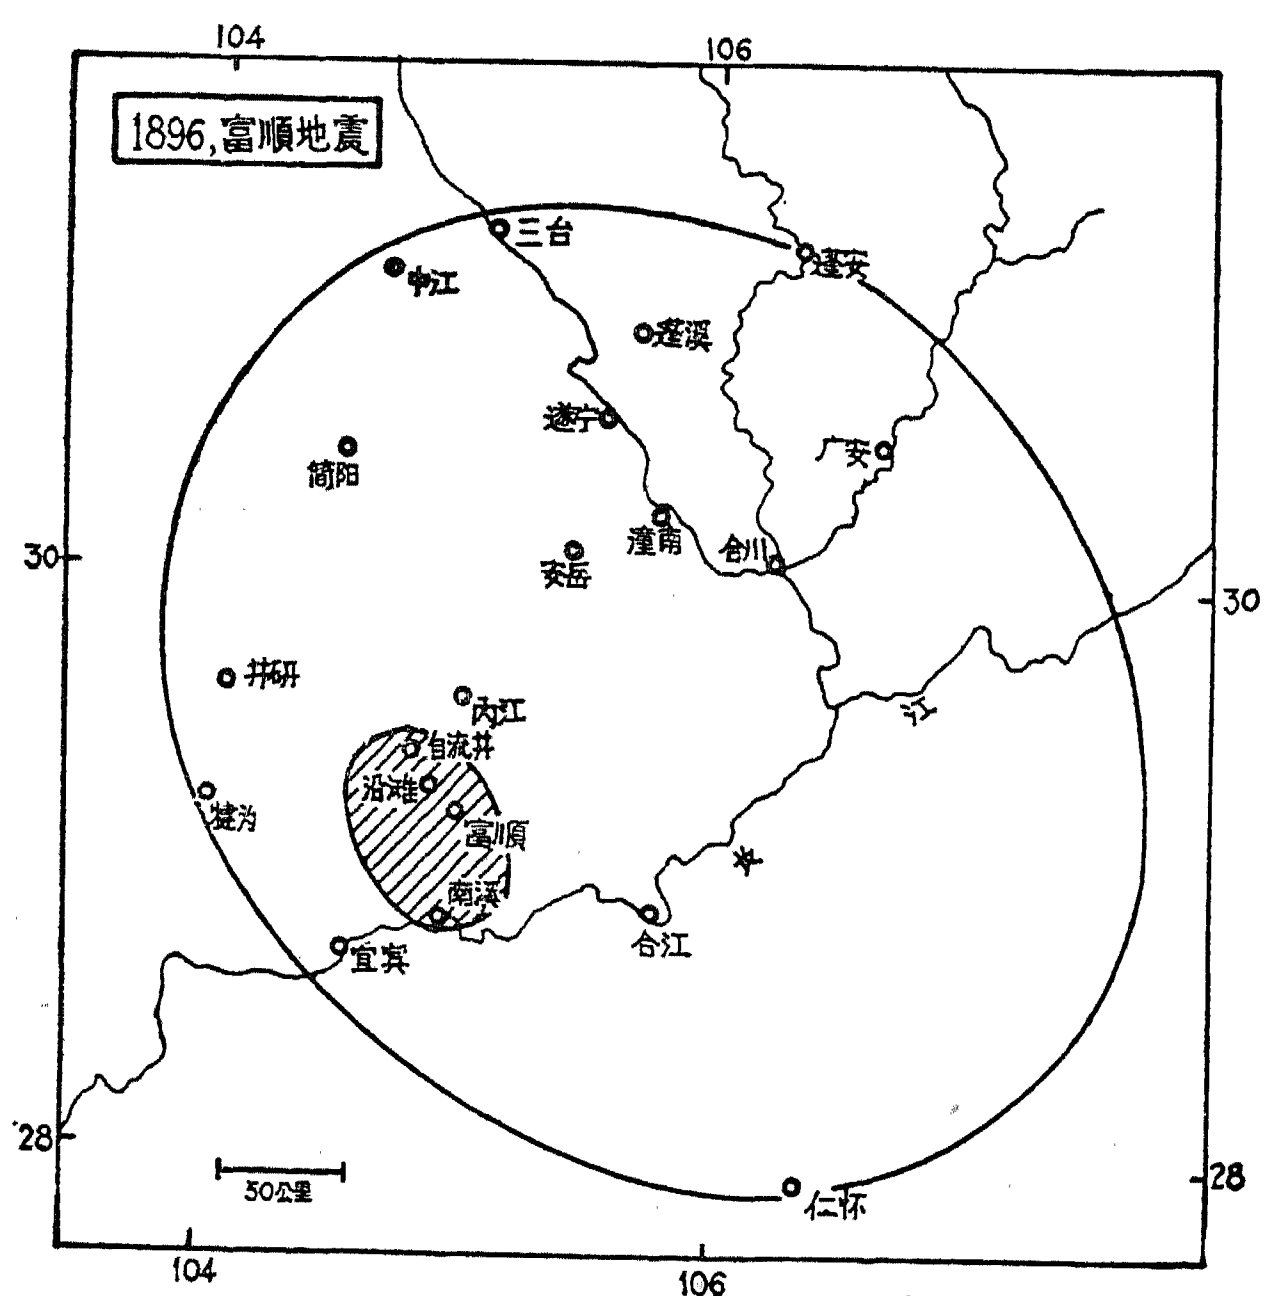 104
106
1896,富順地震
三台
中江
蓬安
蓬溪
遂宁
广安
简阳
潼南
合川
安岳
30
30
井研
内江
江
自流井
沿滩
犍为
富順
长
南溪
合江
宜宾
28
28
50公里
仁怀
104
106